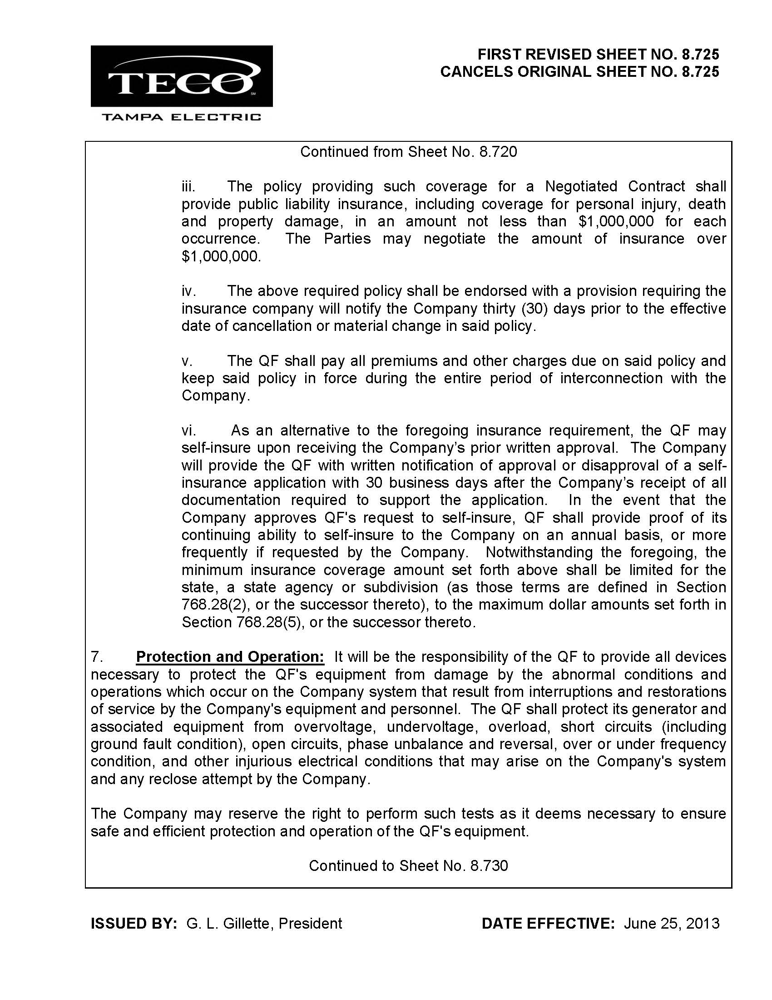 TECO
SM
TAMPA ELECTRIC
FIRST REVISED SHEET NO. 8.725
CANCELS ORIGINAL SHEET NO. 8.725
Continued from Sheet No. 8.720
iii. The policy providing such coverage for a Negotiated Contract shall
provide public liability insurance, including coverage for personal injury, death
and property damage, in an amount not less than $1,000,000 for each
occurrence. The Parties may negotiate the amount of insurance over
$1,000,000.
iv. The above required policy shall be endorsed with a provision requiring the
insurance company will notify the Company thirty (30) days prior to the effective
date of cancellation or material change in said policy.
v. The QF shall pay all premiums and other charges due on said policy and
keep said policy in force during the entire period of interconnection with the
Company.
vi. As an alternative to the foregoing insurance requirement, the QF may
self-insure upon receiving the Company’s prior written approval. The Company
will provide the QF with written notification of approval or disapproval of a self-
insurance application with 30 business days after the Company’s receipt of all
documentation required to support the application. In the event that the
Company approves QF's request to self-insure, QF shall provide proof of its
continuing ability to self-insure to the Company on an annual basis, or more
frequently if requested by the Company. Notwithstanding the foregoing, the
minimum insurance coverage amount set forth above shall be limited for the
state, a state agency or subdivision (as those terms are defined in Section
768.28(2), or the successor thereto), to the maximum dollar amounts set forth in
Section 768.28(5), or the successor thereto.
7. Protection and Operation: It will be the responsibility of the QF to provide all devices
necessary to protect the QF's equipment from damage by the abnormal conditions and
operations which occur on the Company system that result from interruptions and restorations
of service by the Company's equipment and personnel. The QF shall protect its generator and
associated equipment from overvoltage, undervoltage, overload, short circuits (including
ground fault condition), open circuits, phase unbalance and reversal, over or under frequency
condition, and other injurious electrical conditions that may arise on the Company's system
and any reclose attempt by the Company.
The Company may reserve the right to perform such tests as it deems necessary to ensure
safe and efficient protection and operation of the QF's equipment.
Continued to Sheet No. 8.730
ISSUED BY: G. L. Gillette, President
DATE EFFECTIVE: June 25, 2013